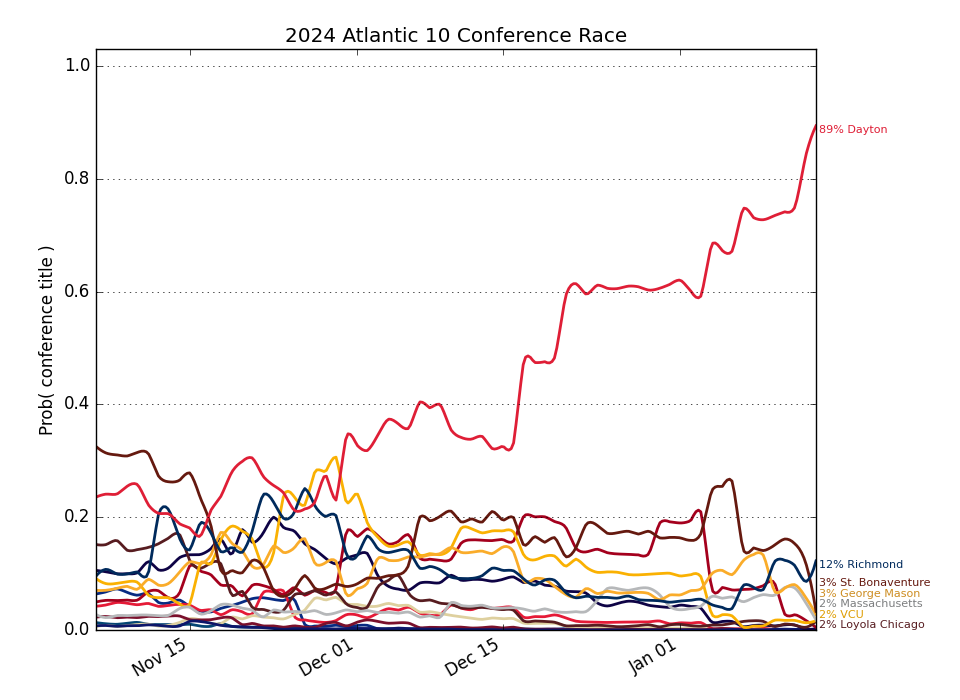 2024 Atlantic 10 Conference Race
Prob( conference title )
1.0
0.8
0.6
0.4
0.2
0.0
Nov 15
Dec 01
Dec 15
Jan 01
89% Dayton
12% Richmond
3% St. Bonaventure
3% George Mason
2% Massachusetts
2% VCU
2% Loyola Chicago